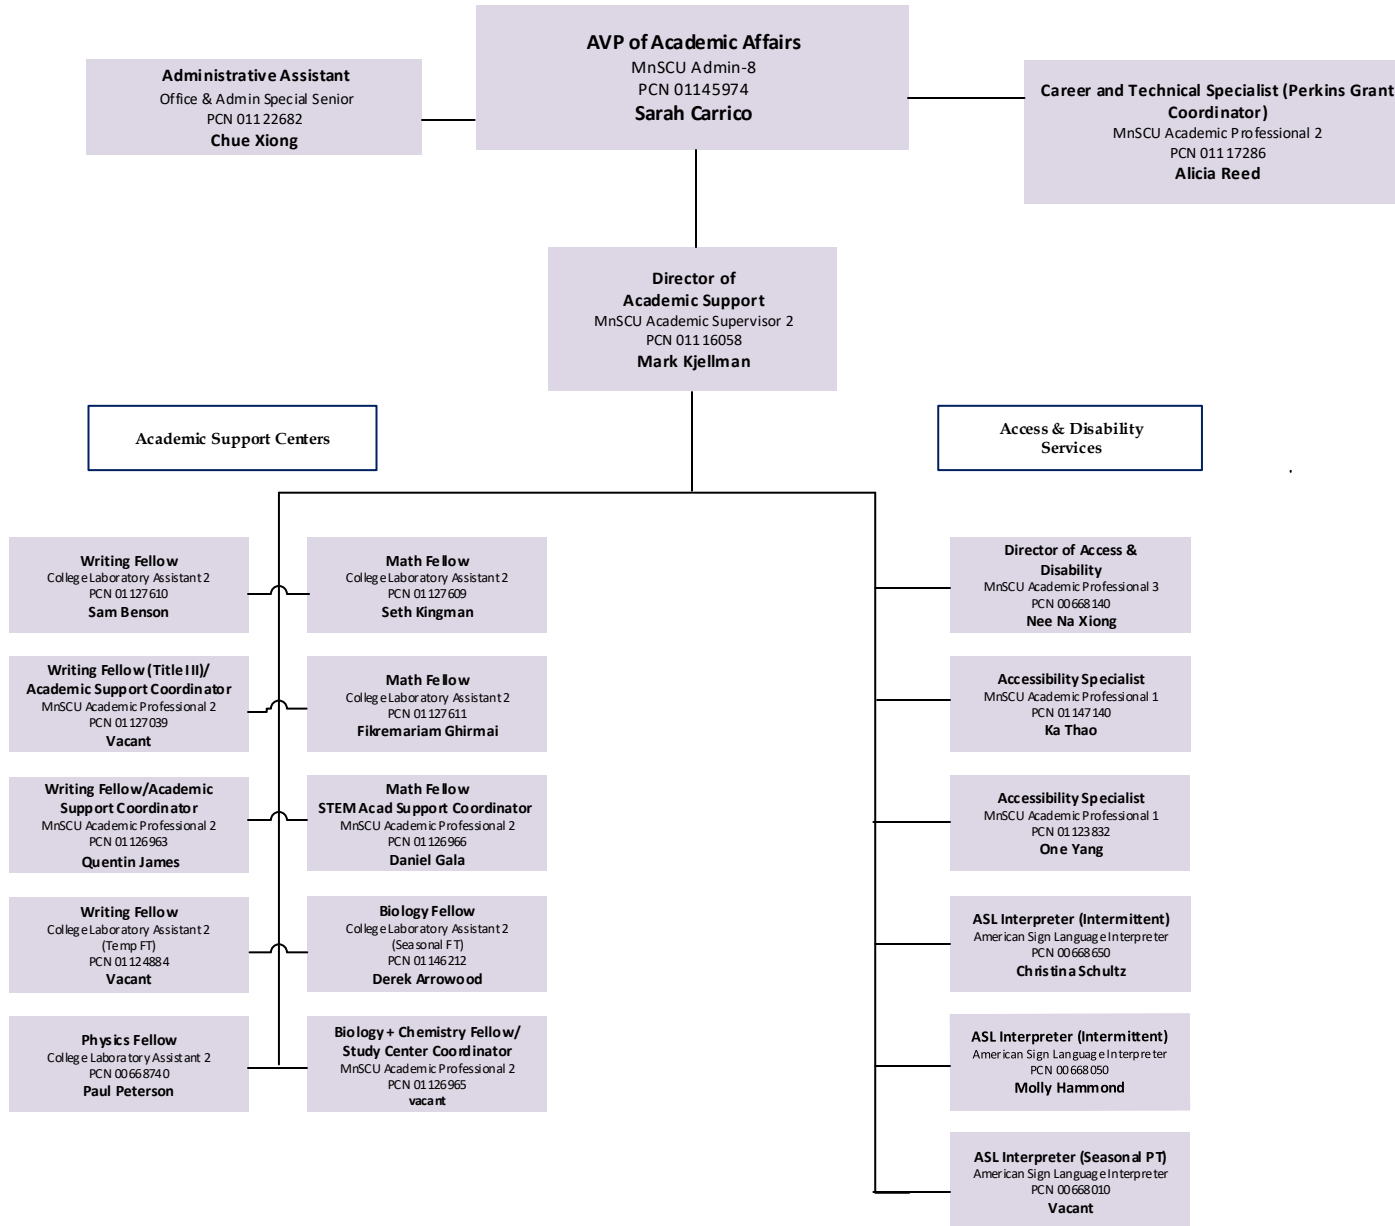 AVP of Academic Affairs
MnSCU Admin-8
PCN 01145974
Sarah Carrico
Administrative Assistant
Office & Admin Special Senior
PCN 01122682
Chue Xiong
Career and Technical Specialist (Perkins Grant
Coordinator)
MnSCU Academic Professional 2
PCN 01117286
Alicia Reed
Director of
Academic Support
MnSCU Academic Supervisor 2
PCN 01116058
Mark Kjellman
Academic Support Centers
Access & Disability
Services
Writing Fellow
College Laboratory Assistant 2
PCN 01127610
Sam Benson
Math Fellow
College Laboratory Assistant 2
PCN 01127609
Seth Kingman
Writing Fellow (Title III)/
Academic Support Coordinator
MnSCU Academic Professional 2
PCN 01127039
Vacant
Math Fellow
College Laboratory Assistant 2
PCN 01127611
Fikremariam Ghirmai
Writing Fellow/Academic
Support Coordinator
MnSCU Academic Professional 2
PCN 01126963
Quentin James
Math Fellow
STEM Acad Support Coordinator
MnSCU Academic Professional 2
PCN 01126966
Daniel Gala
Writing Fellow
College Laboratory Assistant 2
(Temp FT)
PCN 01124884
Vacant
Biology Fellow
College Laboratory Assistant 2
(Seasonal FT)
PCN 01146212
Derek Arrowood
Physics Fellow
College Laboratory Assistant 2
PCN 00668740
Paul Peterson
Biology + Chemistry Fellow/
Study Center Coordinator
MnSCU Academic Professional 2
PCN 01126965
vacant
Director of Access &
Disability
MnSCU Academic Professional 3
PCN 00668140
Nee Na Xiong
Accessibility Specialist
MnSCU Academic Professional 1
PCN 01147140
Ka Thao
Accessibility Specialist
MnSCU Academic Professional 1
PCN 01123832
One Yang
ASL Interpreter (Intermittent)
American Sign Language Interpreter
PCN 00668650
Christina Schultz
ASL Interpreter (Intermittent)
American Sign Language Interpreter
PCN 00668050
Molly Hammond
ASL Interpreter (Seasonal PT)
American Sign Language Interpreter
PCN 00668010
Vacant